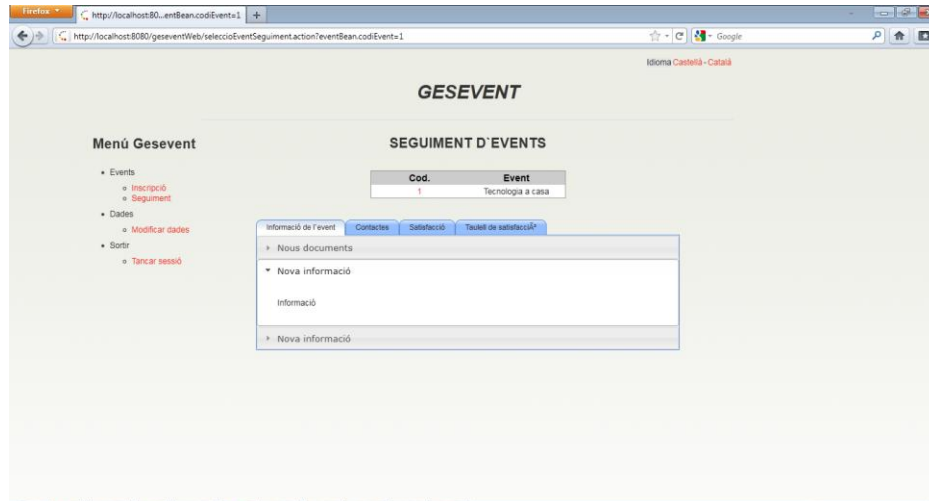 Firefox
http://localhost:80...entBean.codiEvent=1
http://localhost:8080/geseventWeb/seleccioEventSeguiment.action?eventBean.codiEvent=1
Google
Idioma Castellà - Català
GESEVENT
Menú Gesevent
Events
Inscripció
Seguiment
Dades
Modificar dades
Sortir
Tancar sessió
SEGUIMENT D`EVENTS
Cod. Event
1 Tecnologia a casa
Informació de l'event Contactes Satisfacció Taulell de satisfacciÃ³
Nous documents
Nova informació
Informació
Nova informació